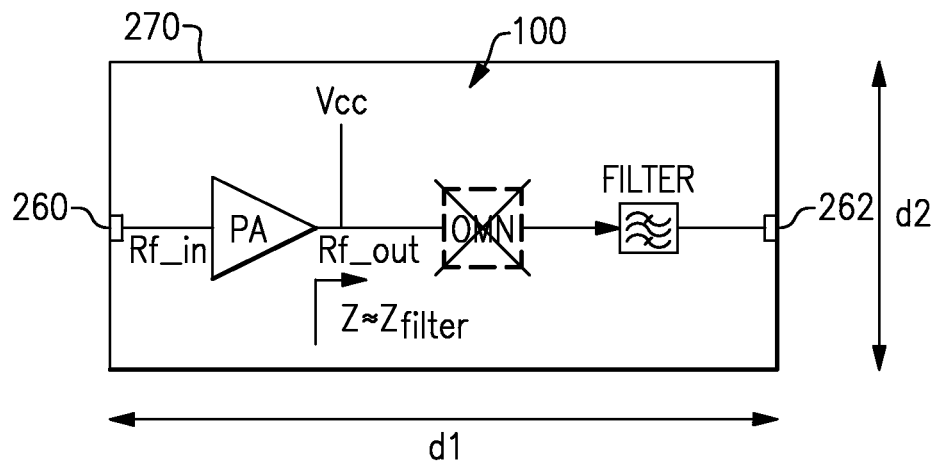 270
100
Vcc
FILTER
260
PA
OMN
262
d2
Rf_in
Rf_out
Z≈Zfilter
d1